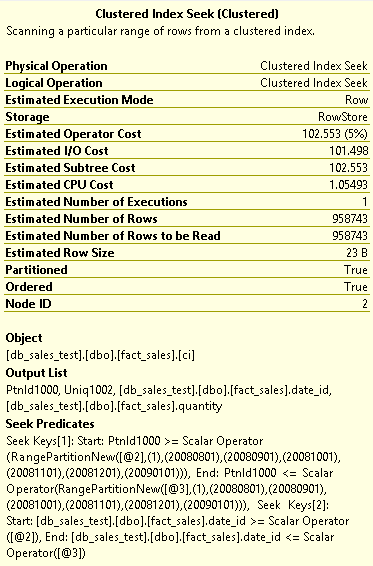 Clustered Index Seek (Clustered)
Scanning a particular range of rows from a clustered index.
Physical Operation Clustered Index Seek
Logical Operation Clustered Index Seek
Estimated Execution Mode Row
Storage RowStore
Estimated Operator Cost 102.553 (5%)
Estimated I/O Cost 101.498
Estimated Subtree Cost 102.553
Estimated CPU Cost 1.05493
Estimated Number of Executions 1
Estimated Number of Rows 958743
Estimated Number of Rows to be Read 958743
Estimated Row Size 23 B
Partitioned True
Ordered True
Node ID 2
Object
[db_sales_test].[dbo].[fact_sales].[ci]
Output List
PtnId1000, Uniq1002, [db_sales_test].[dbo].[fact_sales].date_id,
[db_sales_test].[dbo].[fact_sales].quantity
Seek Predicates
Seek Keys[1]: Start: PtnId1000 >= Scalar Operator
(RangePartitionNew([@2],(1),(20080801),(20080901),(20081001),
(20081101),(20081201),(20090101))), End: PtnId1000 <= Scalar
Operator(RangePartitionNew([@3],(1),(20080801),(20080901),
(20081001),(20081101),(20081201),(20090101))), Seek Keys[2]:
Start: [db_sales_test].[dbo].[fact_sales].date_id >= Scalar Operator
([@2]), End: [db_sales_test].[dbo].[fact_sales].date_id <= Scalar
Operator([@3])